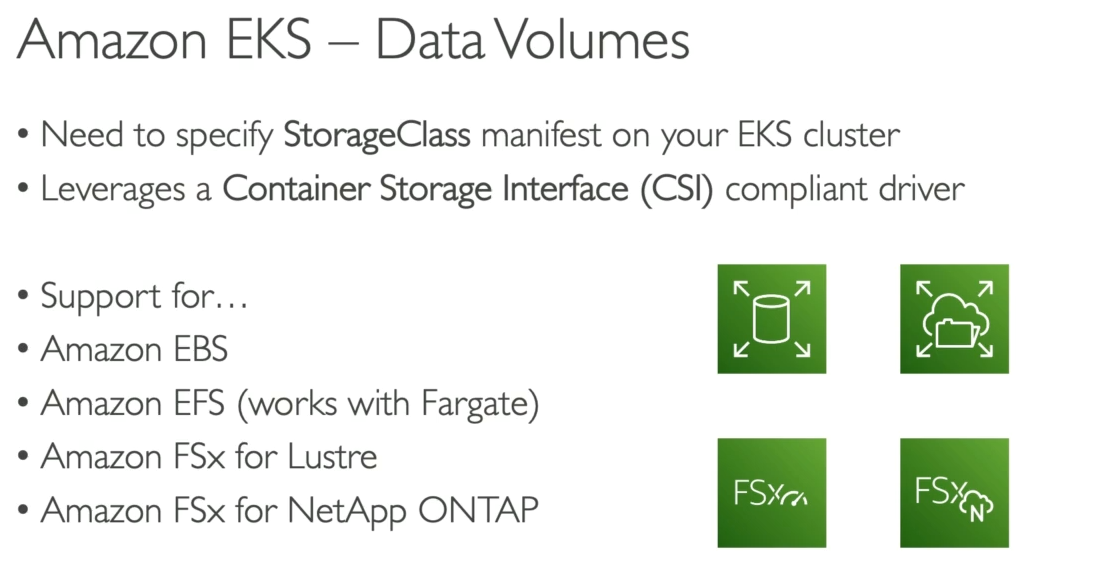 Amazon EKS – Data Volumes
• Need to specify StorageClass manifest on your EKS cluster
• Leverages a Container Storage Interface (CSI) compliant driver
• Support for…
• Amazon EBS
• Amazon EFS (works with Fargate)
• Amazon FSx for Lustre
• Amazon FSx for NetApp ONTAP
FSx
FSx
N